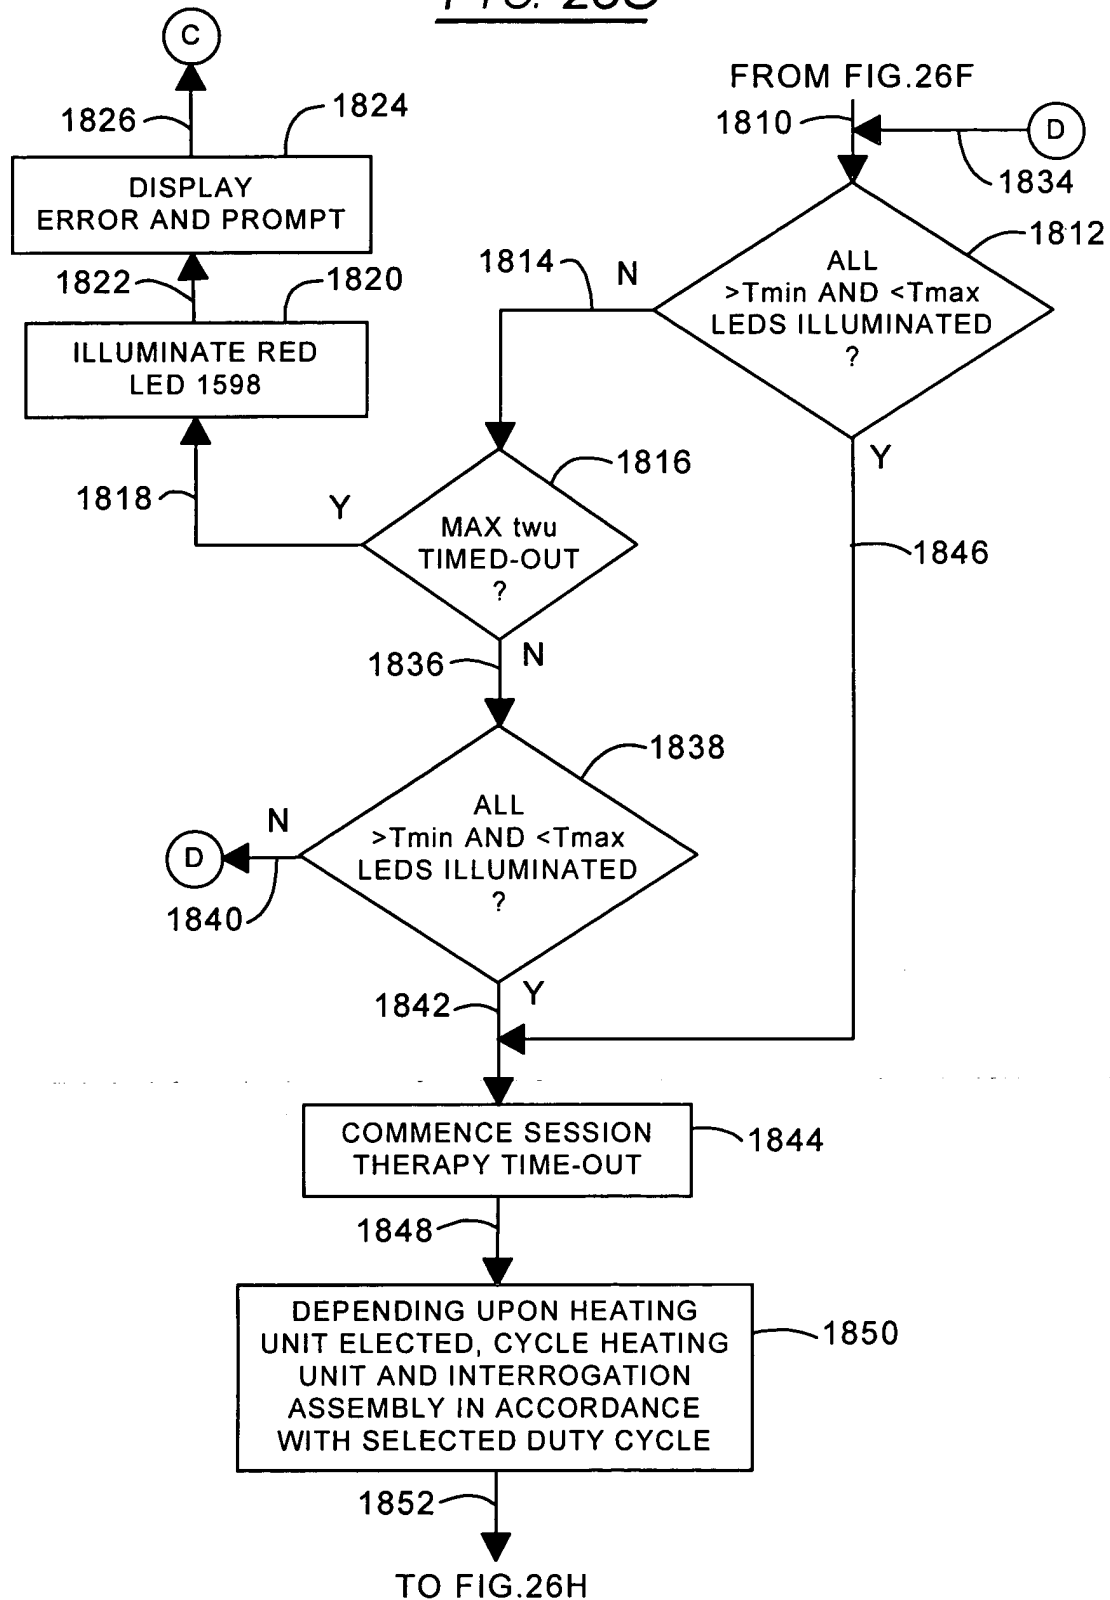 C
FROM FIG.26F
1826
1824
1810
D
1834
DISPLAY
ERROR AND PROMPT
1812
1814
N
ALL
>Tmin AND <Tmax
LEDS ILLUMINATED
?
1822
1820
ILLUMINATE RED
LED 1598
Y
1816
1818
Y
MAX twu
TIMED-OUT
?
1846
1836
N
1838
ALL
>Tmin AND <Tmax
LEDS ILLUMINATED
?
N
D
1840
1842
Y
COMMENCE SESSION
THERAPY TIME-OUT
1844
1848
DEPENDING UPON HEATING
UNIT ELECTED, CYCLE HEATING
UNIT AND INTERROGATION
ASSEMBLY IN ACCORDANCE
WITH SELECTED DUTY CYCLE
1850
1852
TO FIG.26H